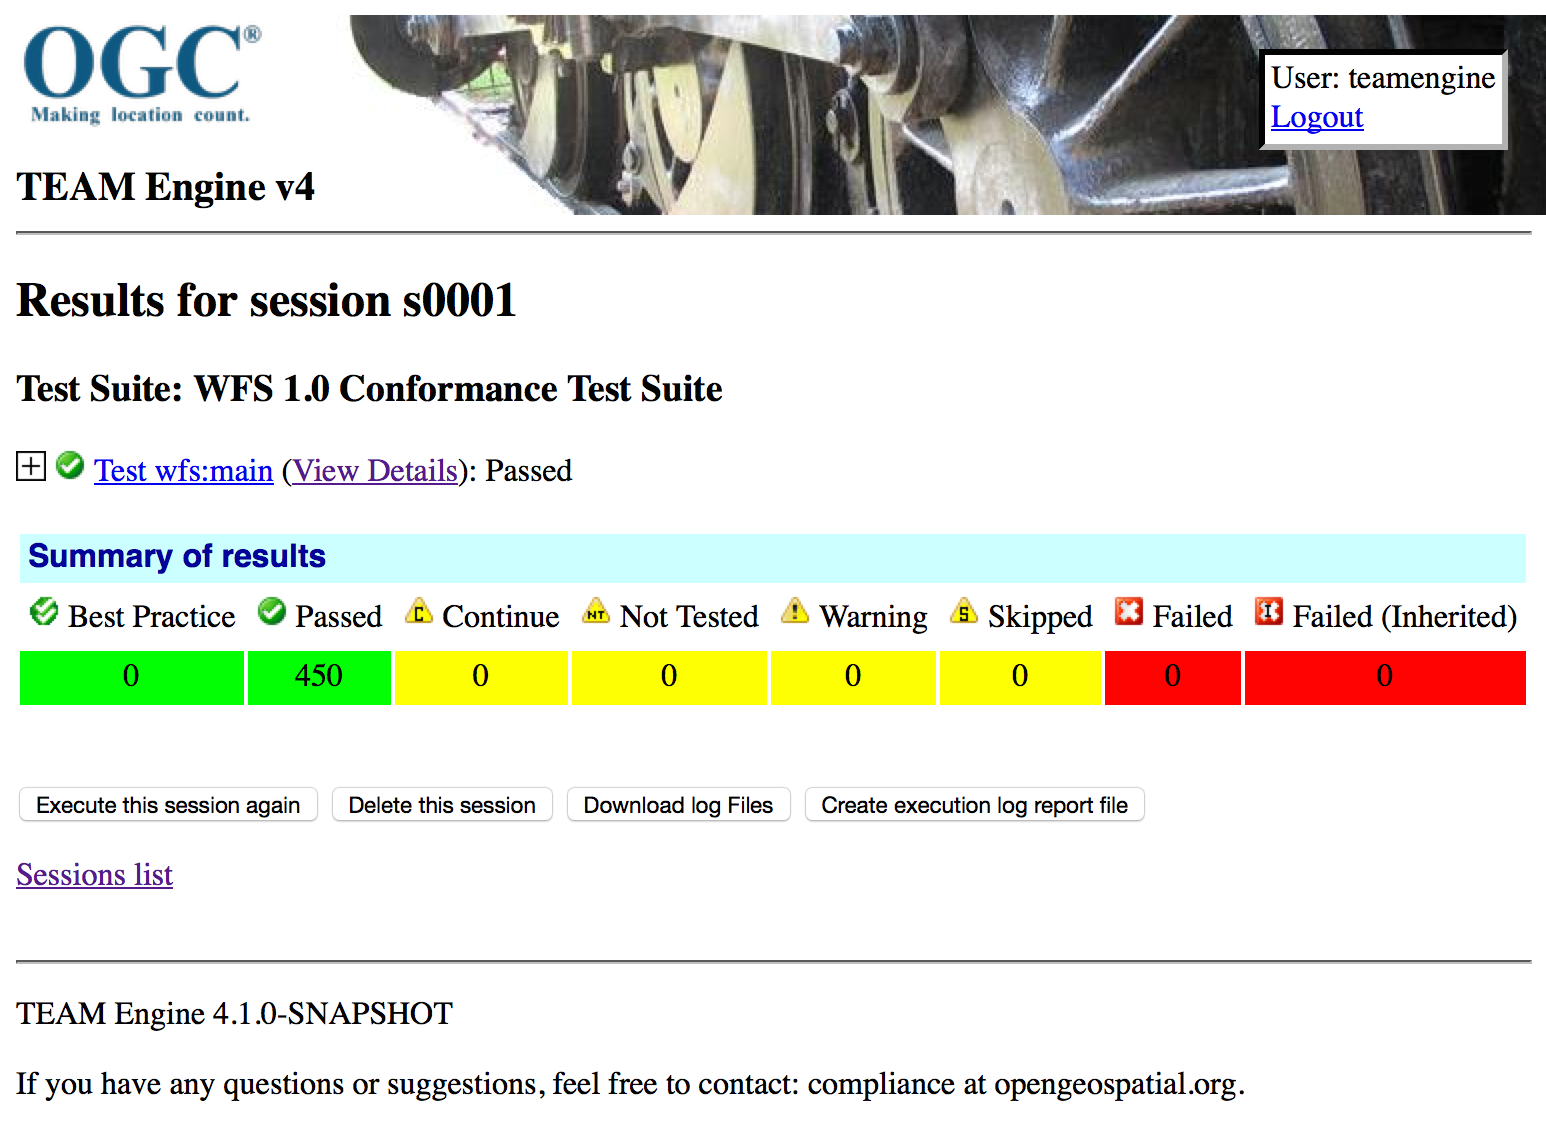 OGC®
Making location count.
User: teamengine
Logout
TEAM Engine v4
Results for session s0001
Test Suite: WFS 1.0 Conformance Test Suite
Test wfs:main (View Details): Passed
Summary of results
Best Practice C Passed Continue NT Not Tested ! Warning S Skipped Failed I Failed (Inherited)
0 450 0 0 0 0 0 0
Execute this session again Delete this session Download log Files Create execution log report file
Sessions list
TEAM Engine 4.1.0-SNAPSHOT
If you have any questions or suggestions, feel free to contact: compliance at opengeospatial.org.